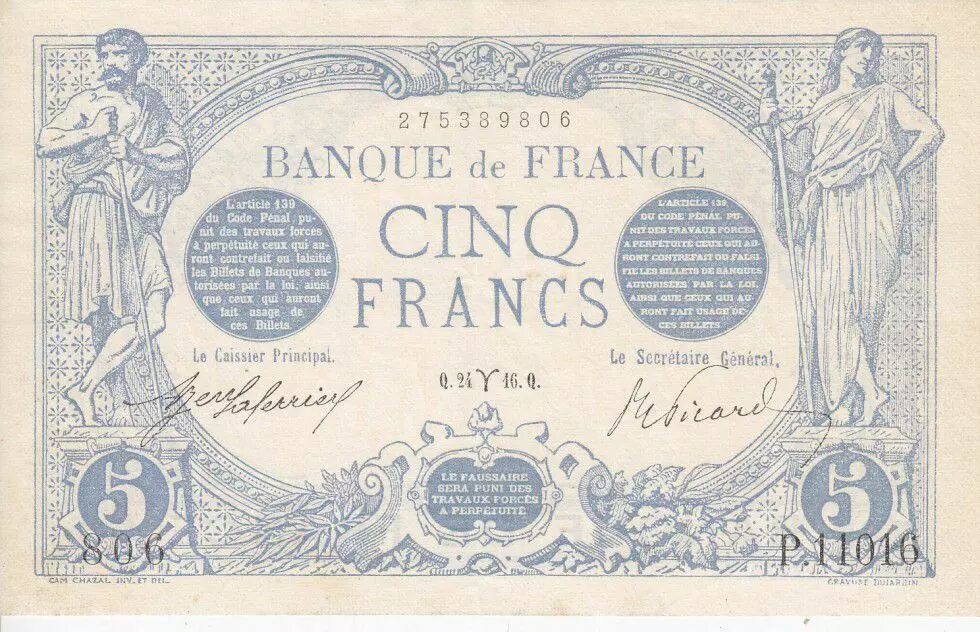 275389806
BANQUE de FRANCE
CINQ
FRANCS
L'article 139
du Code Pénal, pu-
nit des travaux forcés
à perpétuité ceux qui au-
ront contrefait ou falsifié
les Billets de Banques au-
torisées par la loi, ainsi
que ceux qui auront
fait usage de
ces Billets.
L'ARTICLE 139
DU CODE PÉNAL PU-
NIT DES TRAVAUX FORCÉS
A PERPÉTUITÉ CEUX QUI AU-
RONT CONTREFAIT OU FALSI-
FIÉ LES BILLETS DE BANQUES
AUTORISÉES PAR LA LOI,
AINSI QUE CEUX QUI AU-
RONT FAIT USAGE DE
CES BILLETS
Le Caissier Principal,
Le Secrétaire Général,
Q.24 ♈ 16.Q.
Picard
LE FAUSSAIRE
SERA PUNI DES
TRAVAUX FORCÉS
A PERPÉTUITÉ
5
5
806
P.11016
CAM CHAZAL INV. ET DEL.
GRAVURE DUJARDIN